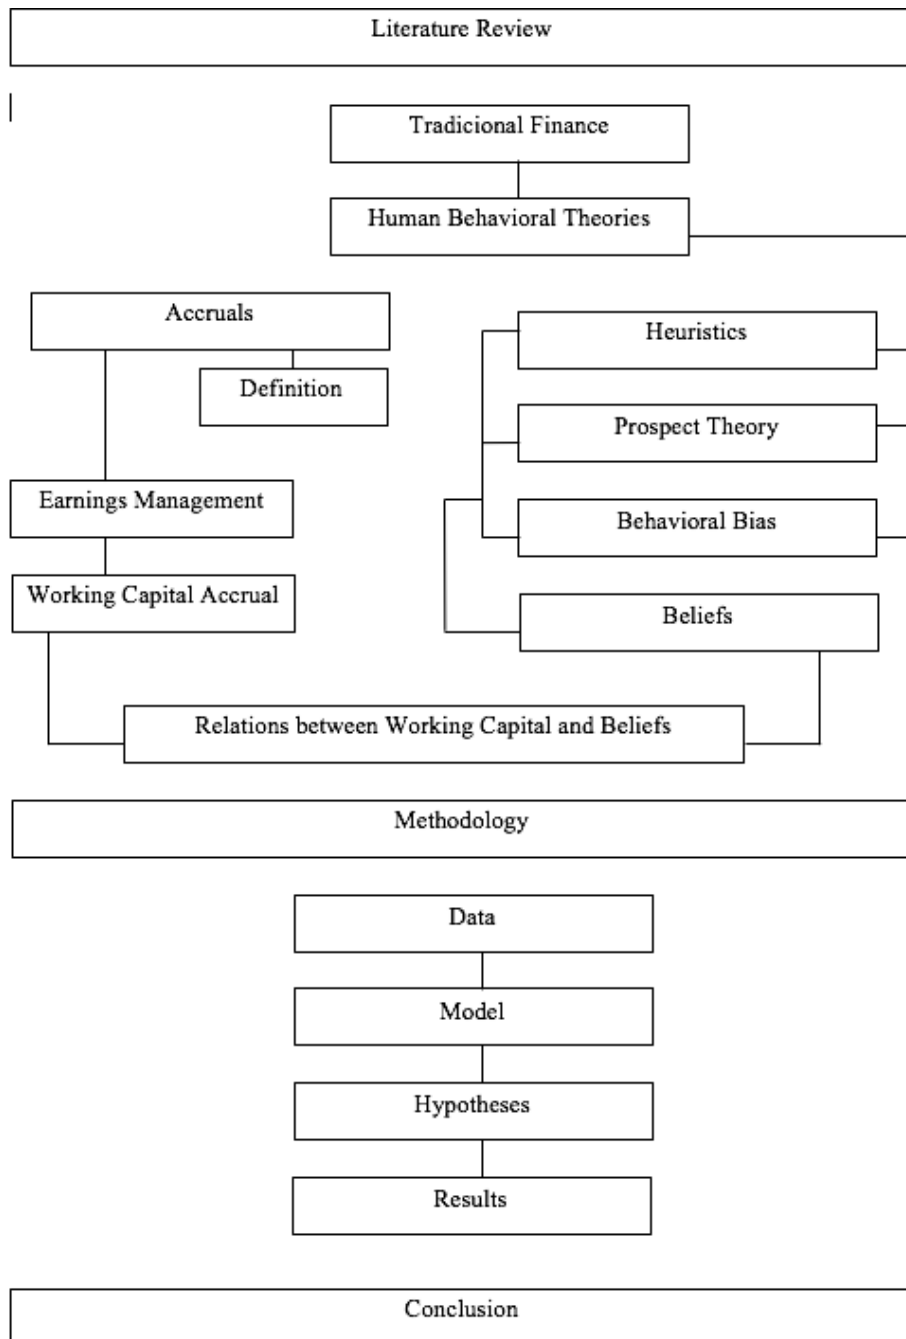 Literature Review
Tradicional Finance
Human Behavioral Theories
Accruals
Definition
Earnings Management
Working Capital Accrual
Heuristics
Prospect Theory
Behavioral Bias
Beliefs
Relations between Working Capital and Beliefs
Methodology
Data
Model
Hypotheses
Results
Conclusion